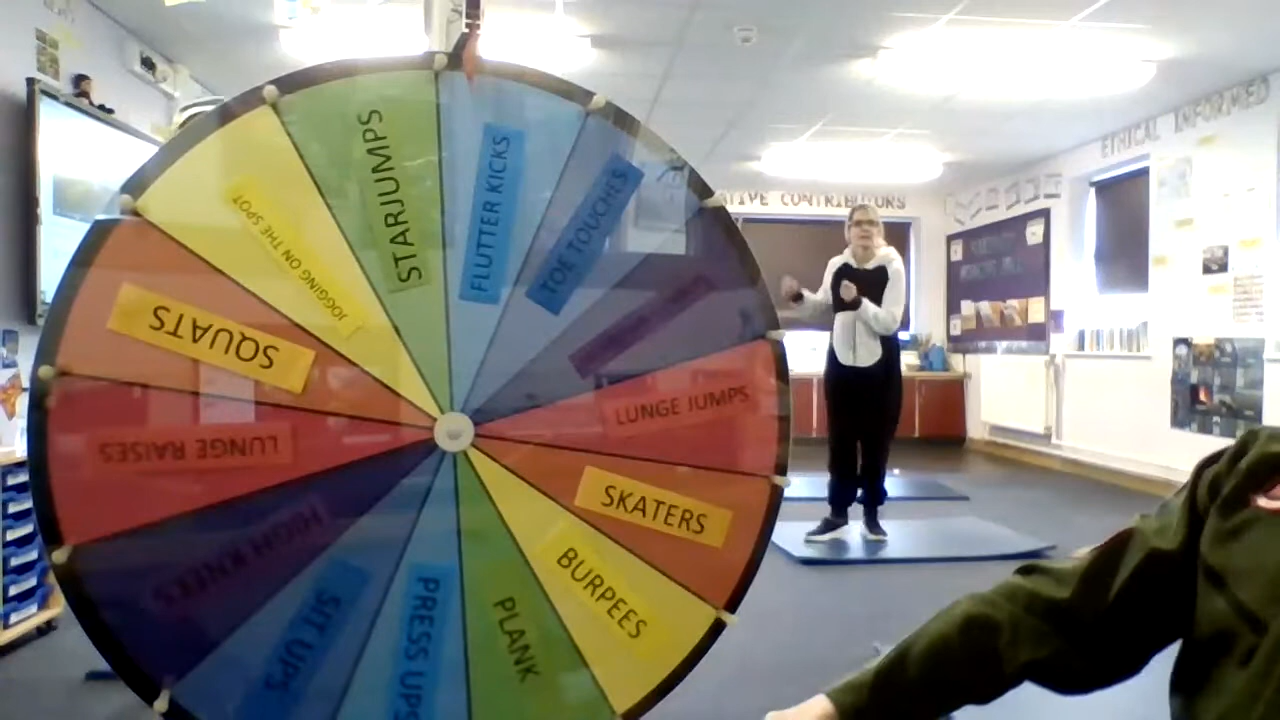 STARJUMPS
FLUTTER KICKS
TOE TOUCHES
LUNGE JUMPS
SKATERS
BURPEES
PLANK
PRESS UPS
SIT UPS
HIGH KNEES
LUNGE RAISES
SQUATS
JOGGING ON THE SPOT
CONTRIBUTORS
ETHICAL INFORMED